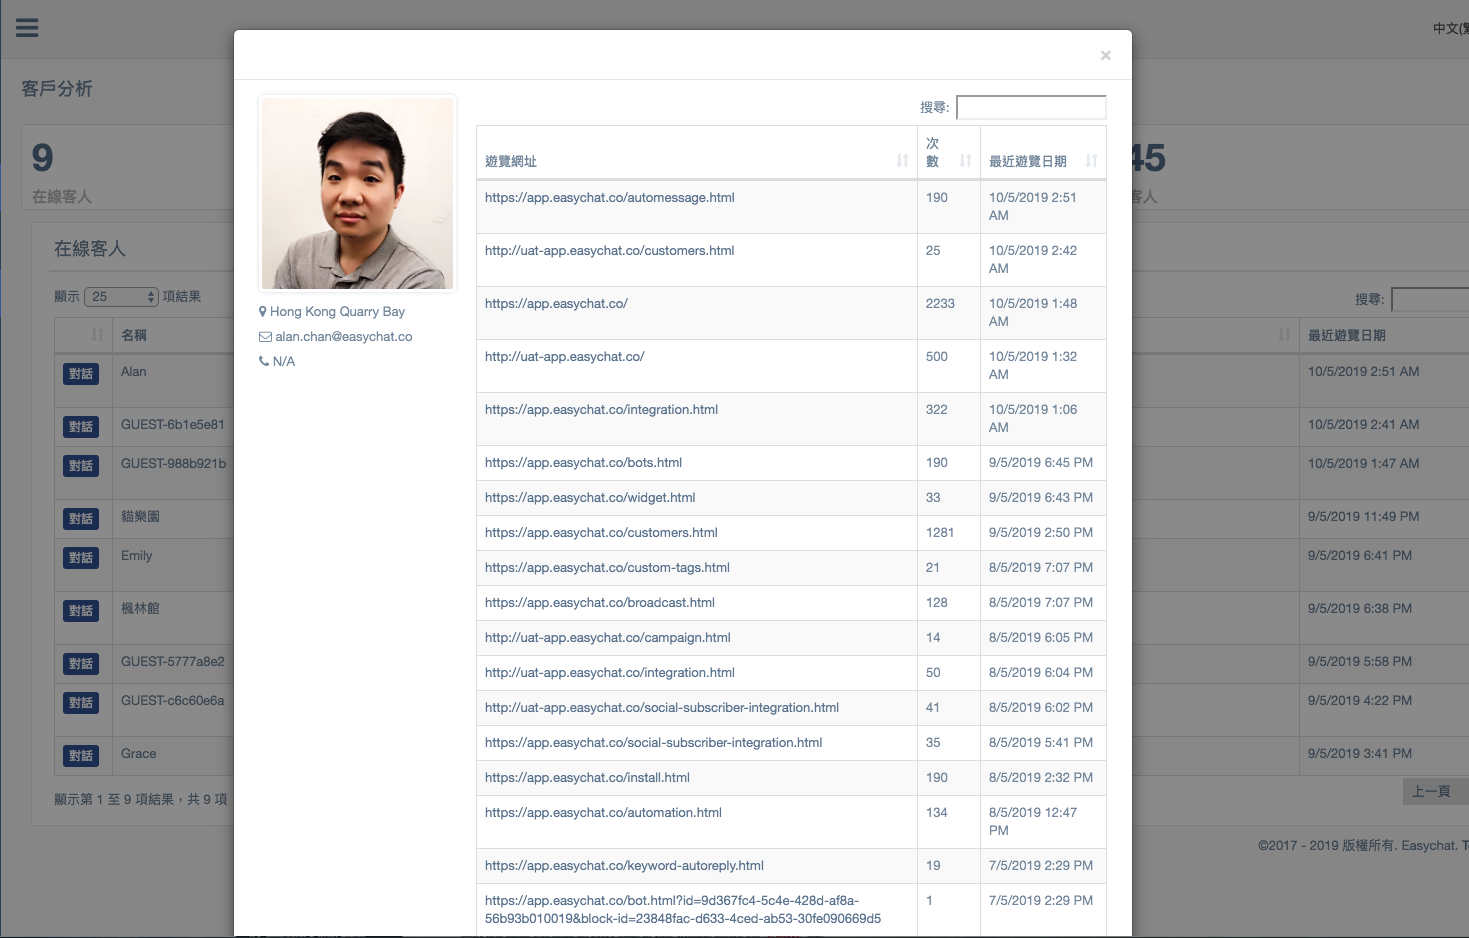 中文(繁
客戶分析
9
在線客人
45
客人
在線客人
顯示 25 項結果
搜尋:
名稱
最近遊覽日期
對話 Alan 10/5/2019 2:51 AM
對話 GUEST-6b1e5e81 10/5/2019 2:41 AM
對話 GUEST-988b921b 10/5/2019 1:47 AM
對話 貓樂園 9/5/2019 11:49 PM
對話 Emily 9/5/2019 6:41 PM
對話 楓林館 9/5/2019 6:38 PM
對話 GUEST-5777a8e2 9/5/2019 5:58 PM
對話 GUEST-c6c60e6a 9/5/2019 4:22 PM
對話 Grace 9/5/2019 3:41 PM
顯示第 1 至 9 項結果，共 9 項
上一頁
©2017 - 2019 版權所有. Easychat. T
×
Hong Kong Quarry Bay
alan.chan@easychat.co
N/A
搜尋:
遊覽網址
次
數
最近遊覽日期
https://app.easychat.co/automessage.html 190 10/5/2019 2:51
AM
http://uat-app.easychat.co/customers.html 25 10/5/2019 2:42
AM
https://app.easychat.co/ 2233 10/5/2019 1:48
AM
http://uat-app.easychat.co/ 500 10/5/2019 1:32
AM
https://app.easychat.co/integration.html 322 10/5/2019 1:06
AM
https://app.easychat.co/bots.html 190 9/5/2019 6:45 PM
https://app.easychat.co/widget.html 33 9/5/2019 6:43 PM
https://app.easychat.co/customers.html 1281 9/5/2019 2:50 PM
https://app.easychat.co/custom-tags.html 21 8/5/2019 7:07 PM
https://app.easychat.co/broadcast.html 128 8/5/2019 7:07 PM
http://uat-app.easychat.co/campaign.html 14 8/5/2019 6:05 PM
http://uat-app.easychat.co/integration.html 50 8/5/2019 6:04 PM
http://uat-app.easychat.co/social-subscriber-integration.html 41 8/5/2019 6:02 PM
https://app.easychat.co/social-subscriber-integration.html 35 8/5/2019 5:41 PM
https://app.easychat.co/install.html 190 8/5/2019 2:32 PM
https://app.easychat.co/automation.html 134 8/5/2019 12:47
PM
https://app.easychat.co/keyword-autoreply.html 19 7/5/2019 2:29 PM
https://app.easychat.co/bot.html?id=9d367fc4-5c4e-428d-af8a- 1 7/5/2019 2:29 PM
56b93b010019&block-id=23848fac-d633-4ced-ab53-30fe090669d5